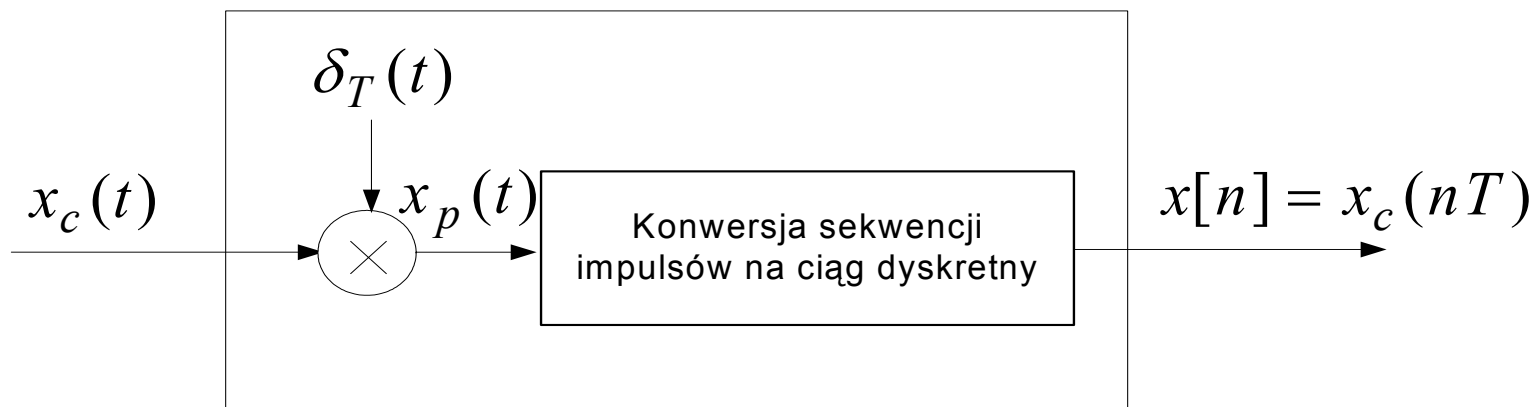 δ_T(t)
x_c(t)
x_p(t)
Konwersja sekwencji
impulsów na ciąg dyskretny
x[n] = x_c(nT)